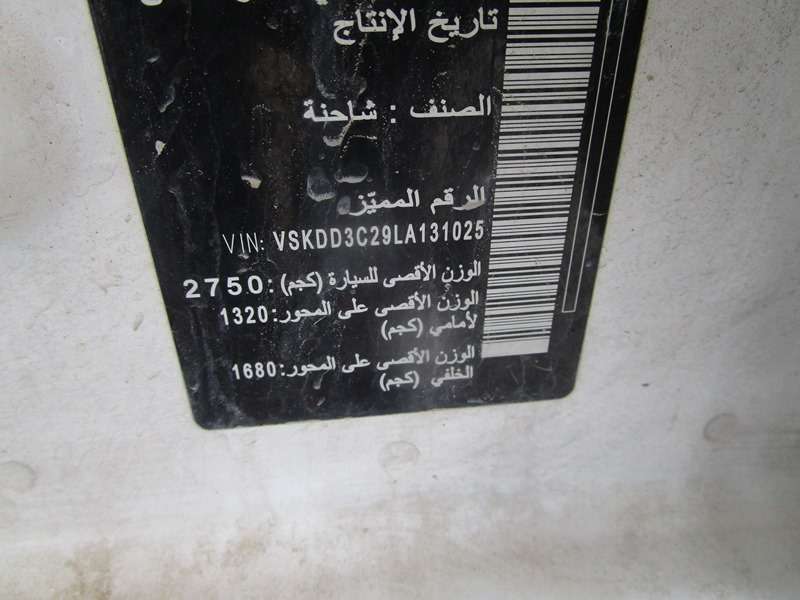 تاريخ الإنتاج
الصنف : شاحنة
الرقم المميّز
VIN: VSKDD3C29LA131025
الوزن الأقصى للسيارة (كجم): 2750
الوزن الأقصى على المحور: 1320
لأمامي (كجم)
الوزن الأقصى على المحور: 1680
الخلفي (كجم)